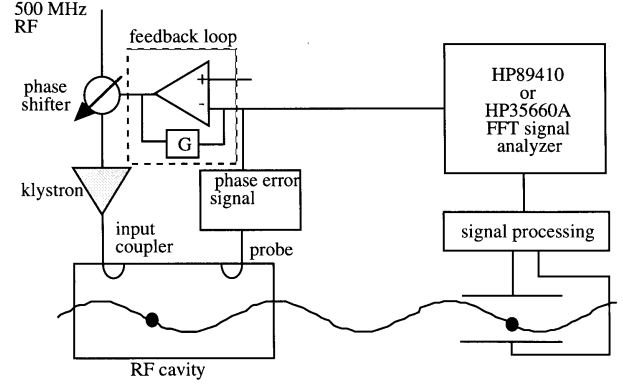 500 MHz
RF
feedback loop
phase
shifter
+
-
G
HP89410
or
HP35660A
FFT signal
analyzer
klystron
phase error
signal
input
coupler
probe
signal processing
RF cavity